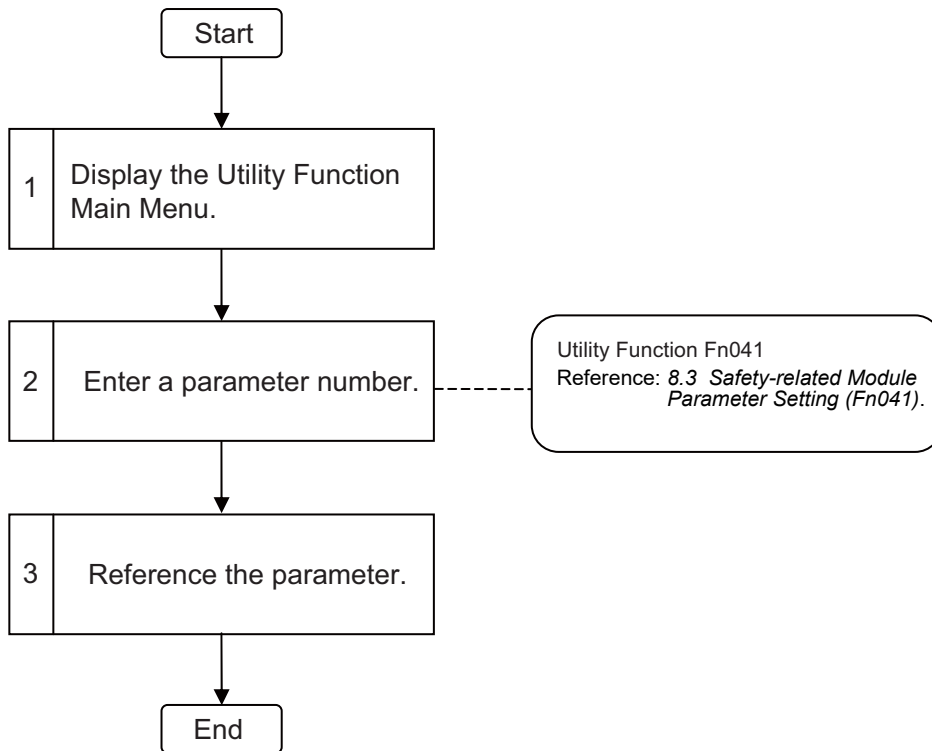 Start
1
Display the Utility Function
Main Menu.
2
Enter a parameter number.
Utility Function Fn041
Reference: 8.3 Safety-related Module
Parameter Setting (Fn041).
3
Reference the parameter.
End